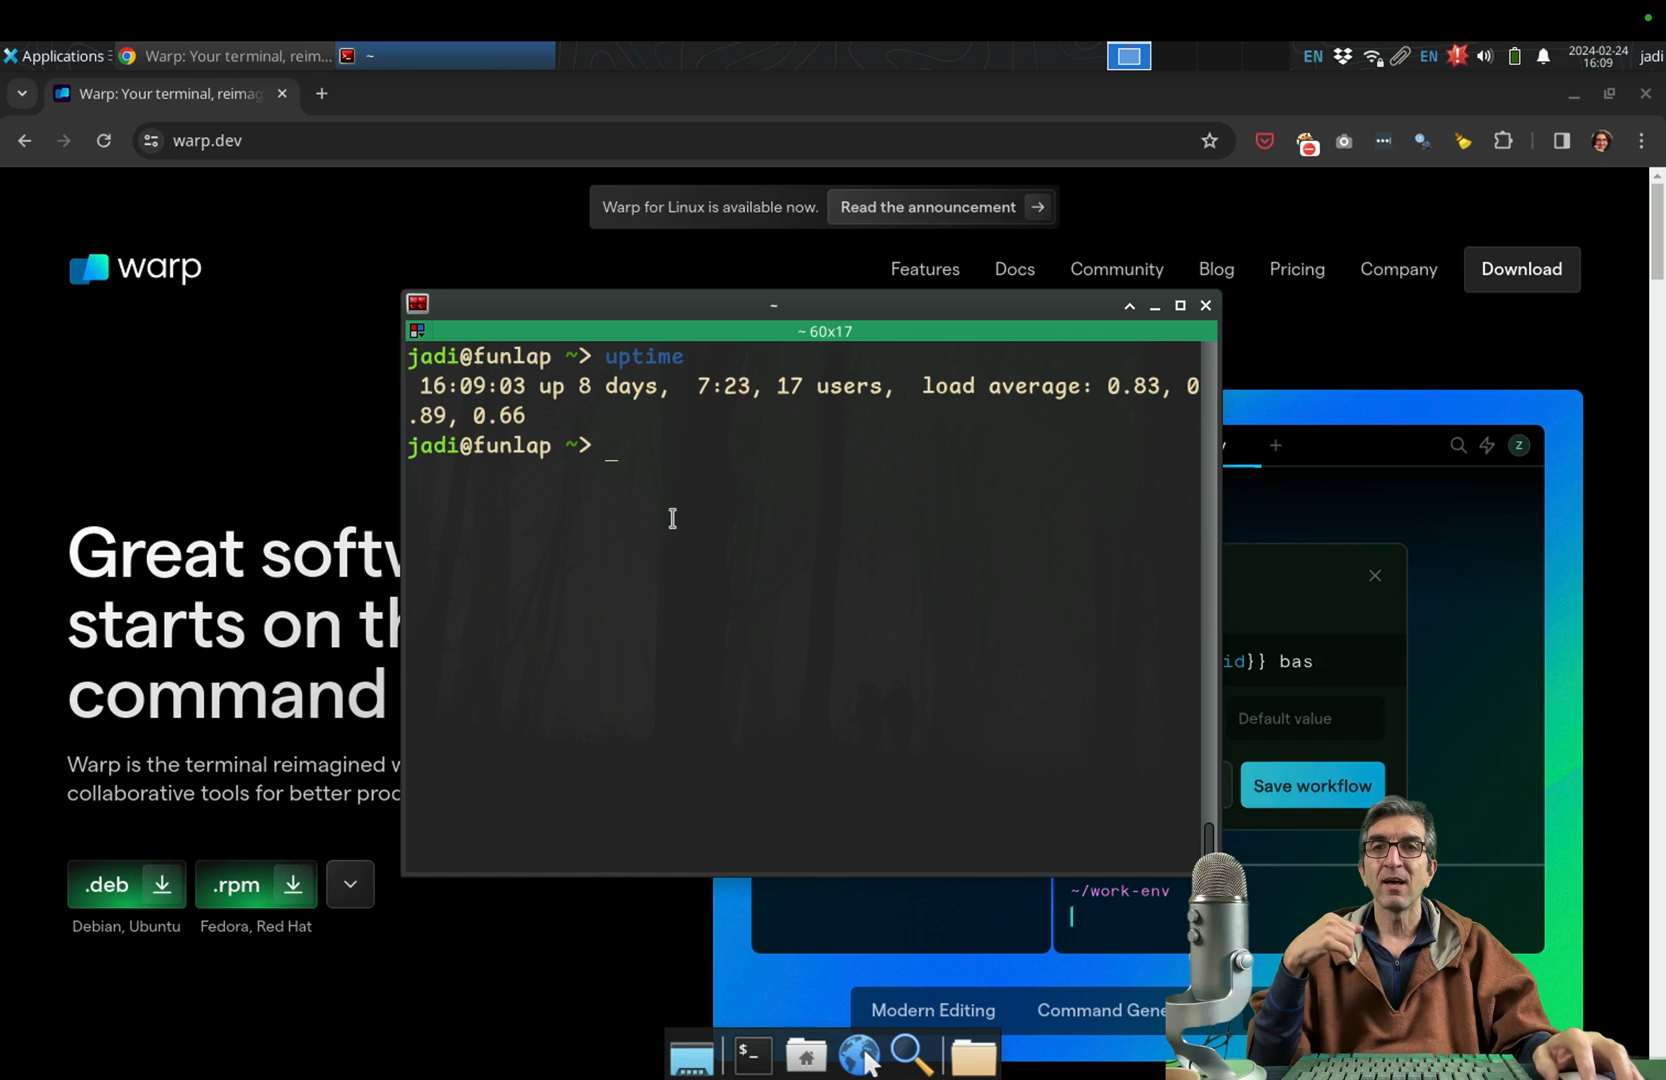 Applications
Warp: Your terminal, reim...
~
EN
EN
2024-02-24
16:09
jadi
Warp: Your terminal, reimag
warp.dev
Warp for Linux is available now.
Read the announcement
warp
Features
Docs
Community
Blog
Pricing
Company
Download
~
~ 60x17
jadi@funlap ~> uptime
16:09:03 up 8 days,  7:23, 17 users,  load average: 0.83, 0
.89, 0.66
jadi@funlap ~> _
Z
Great softw
starts on th
command
id}} bas
Default value
Save workflow
Warp is the terminal reimagined w
collaborative tools for better proc
.deb
.rpm
Debian, Ubuntu
Fedora, Red Hat
~/work-env
Modern Editing
Command Gene
$_